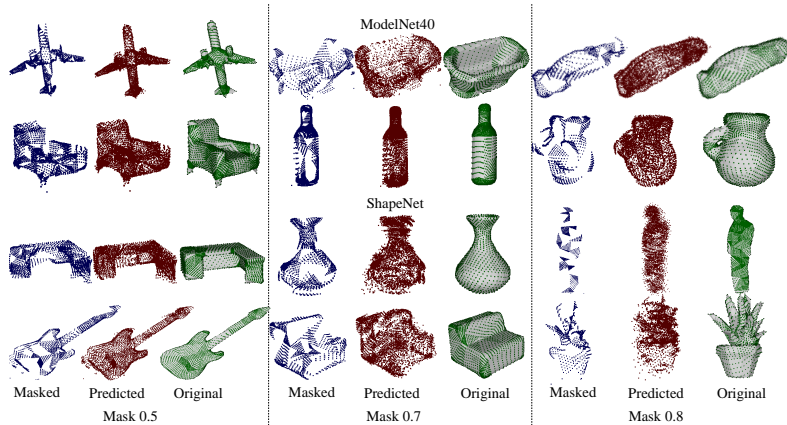 ModelNet40
ShapeNet
Masked Predicted Original Masked Predicted Original Masked Predicted Original
Mask 0.5 Mask 0.7 Mask 0.8